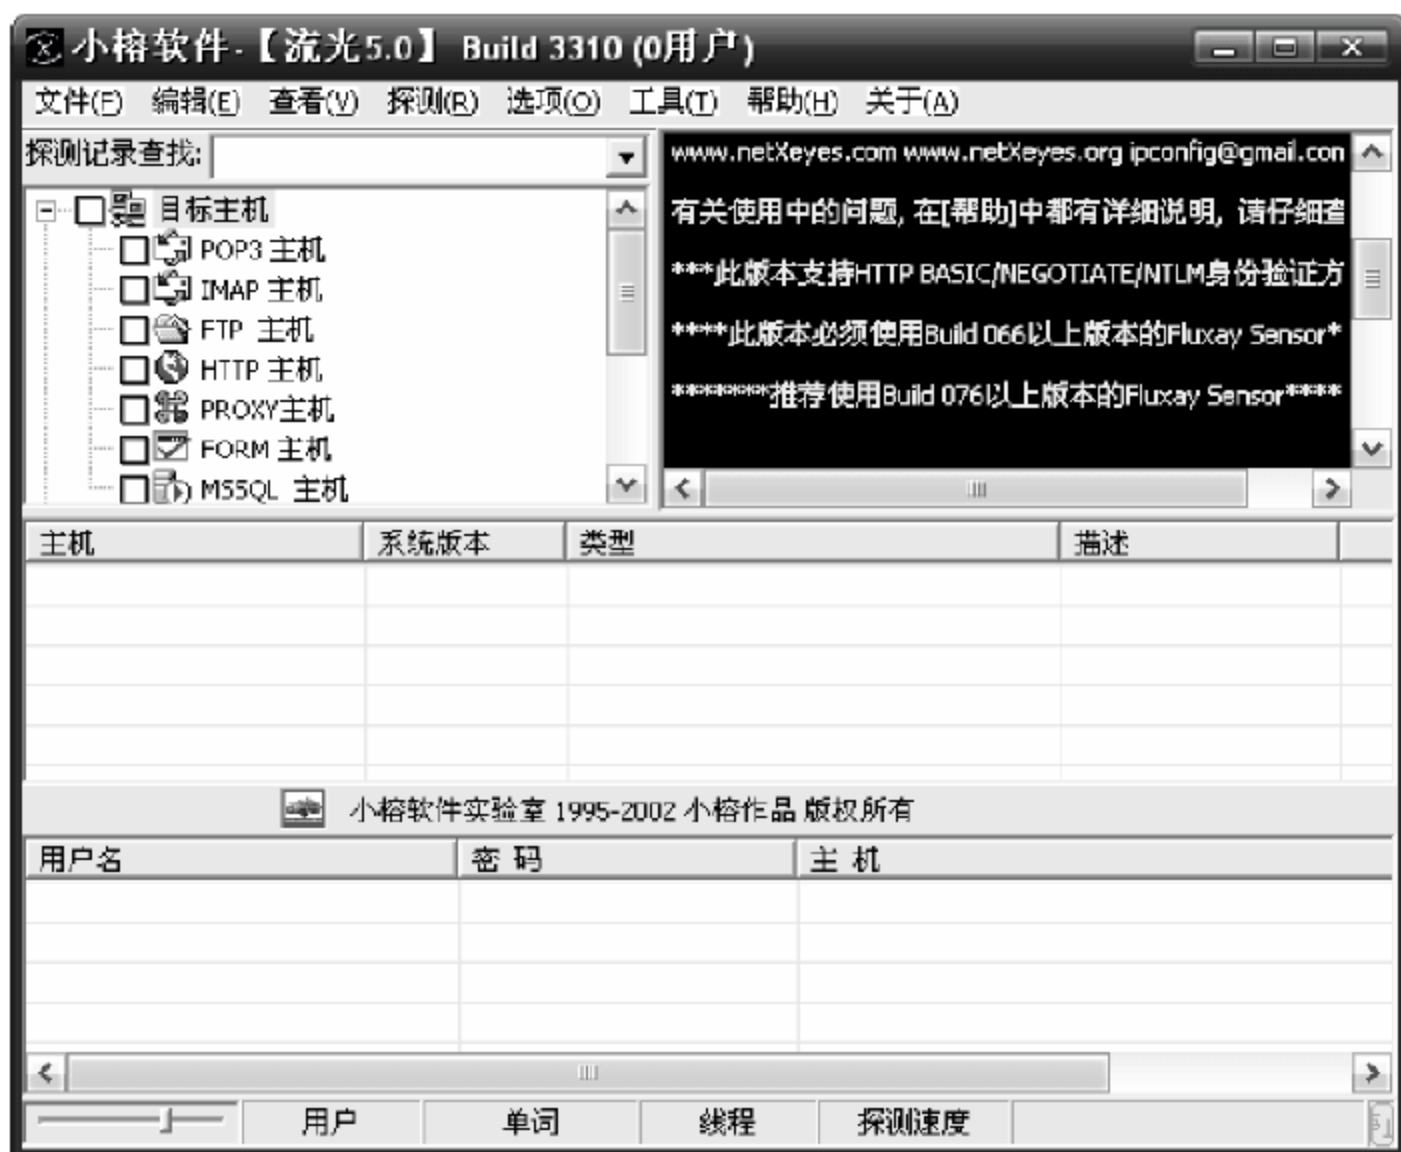 小榕软件-【流光5.0】 Build 3310 (0用户)
文件(F) 编辑(E) 查看(V) 探测(R) 选项(O) 工具(T) 帮助(H) 关于(A)
探测记录查找:
目标主机
POP3 主机
IMAP 主机
FTP 主机
HTTP 主机
PROXY主机
FORM 主机
MSSQL 主机
www.netXeyes.com www.netXeyes.org ipconfig@gmail.con
有关使用中的问题, 在[帮助]中都有详细说明, 请仔细查
***此版本支持HTTP BASIC/NEGOTIATE/NTLM身份验证方
****此版本必须使用Build 066以上版本的Fluxay Sensor*
********推荐使用Build 076以上版本的Fluxay Sensor****
主机 系统版本 类型 描述
小榕软件实验室 1995-2002 小榕作品 版权所有
用户名 密 码 主 机
用户 单词 线程 探测速度